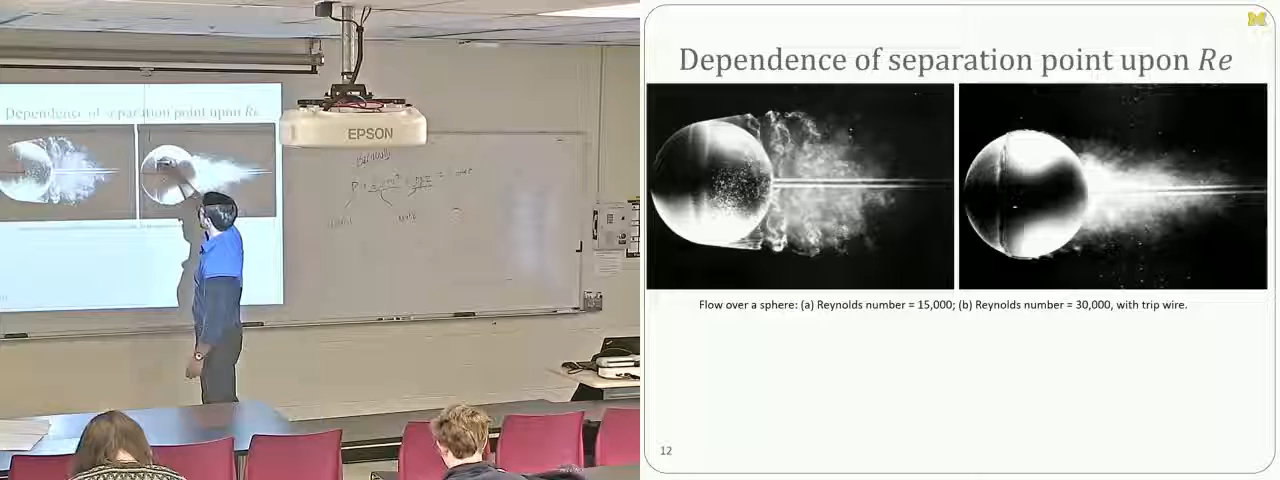 Dependence of separation point upon Re
EPSON
Bernoulli
M
Dependence of separation point upon Re
Flow over a sphere: (a) Reynolds number = 15,000; (b) Reynolds number = 30,000, with trip wire.
12